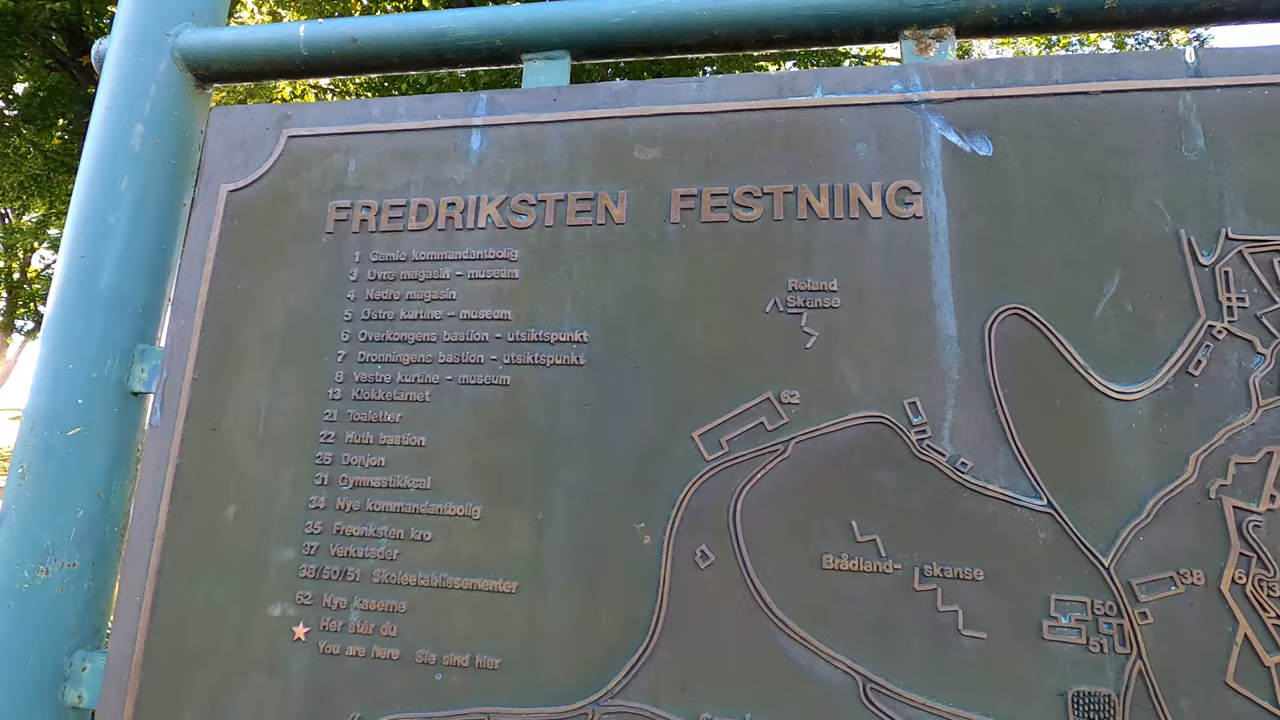 FREDRIKSTEN FESTNING
1 Gamle kommandantbolig
3 Øvre magasin - museum
4 Nedre magasin
5 Østre kurtine - museum
6 Overkongens bastion - utsiktspunkt
7 Dronningens bastion - utsiktspunkt
8 Vestre kurtine - museum
13 Klokketarnet
21 Toaletter
22 Huth bastion
25 Donjon
31 Gymnastikksal
34 Nye kommandantbolig
35 Fredriksten kro
37 Verksteder
38/50/51 Skoleetablissementer
62 Nye kaserne
Her står du
You are here Sie sind hier
Roland
Skanse
62
Brådland- skanse
38
50
51
6
13